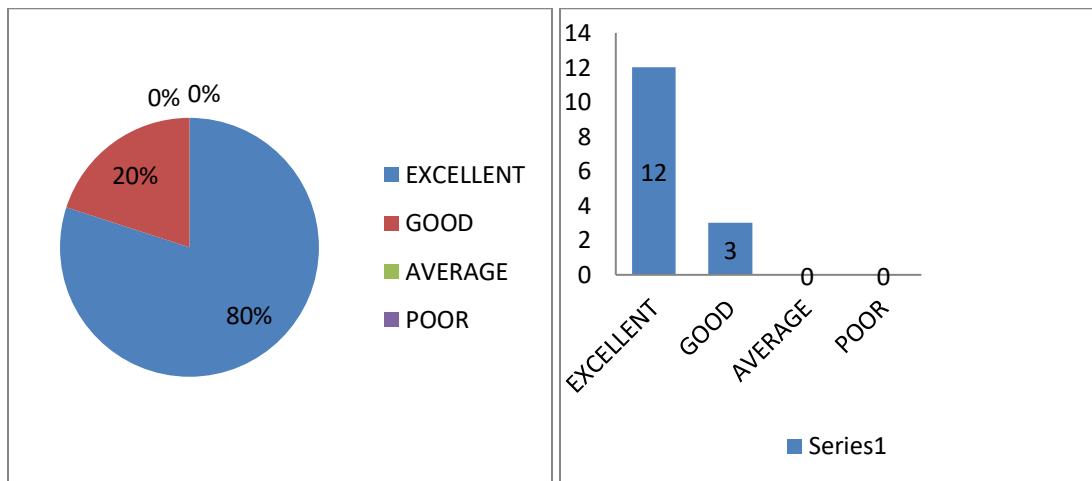 0% 0%
20%
80%
EXCELLENT
GOOD
AVERAGE
POOR
14
12
10
8
6
4
2
0
12
3
0
0
EXCELLENT
GOOD
AVERAGE
POOR
Series1